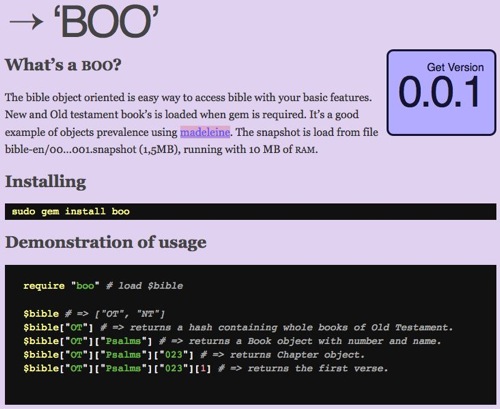 → ‘BOO’
Get Version
0.0.1
What’s a BOO?
The bible object oriented is easy way to access bible with your basic features.
New and Old testament book’s is loaded when gem is required. It’s a good
example of objects prevalence using madeleine. The snapshot is load from file
bible-en/00...001.snapshot (1,5MB), running with 10 MB of RAM.
Installing
sudo gem install boo
Demonstration of usage
require "boo" # load $bible
$bible # => ["OT", "NT"]
$bible["OT"] # => returns a hash containing whole books of Old Testament.
$bible["OT"]["Psalms"] # => returns a Book object with number and name.
$bible["OT"]["Psalms"]["023"] # => returns Chapter object.
$bible["OT"]["Psalms"]["023"][1] # => returns the first verse.